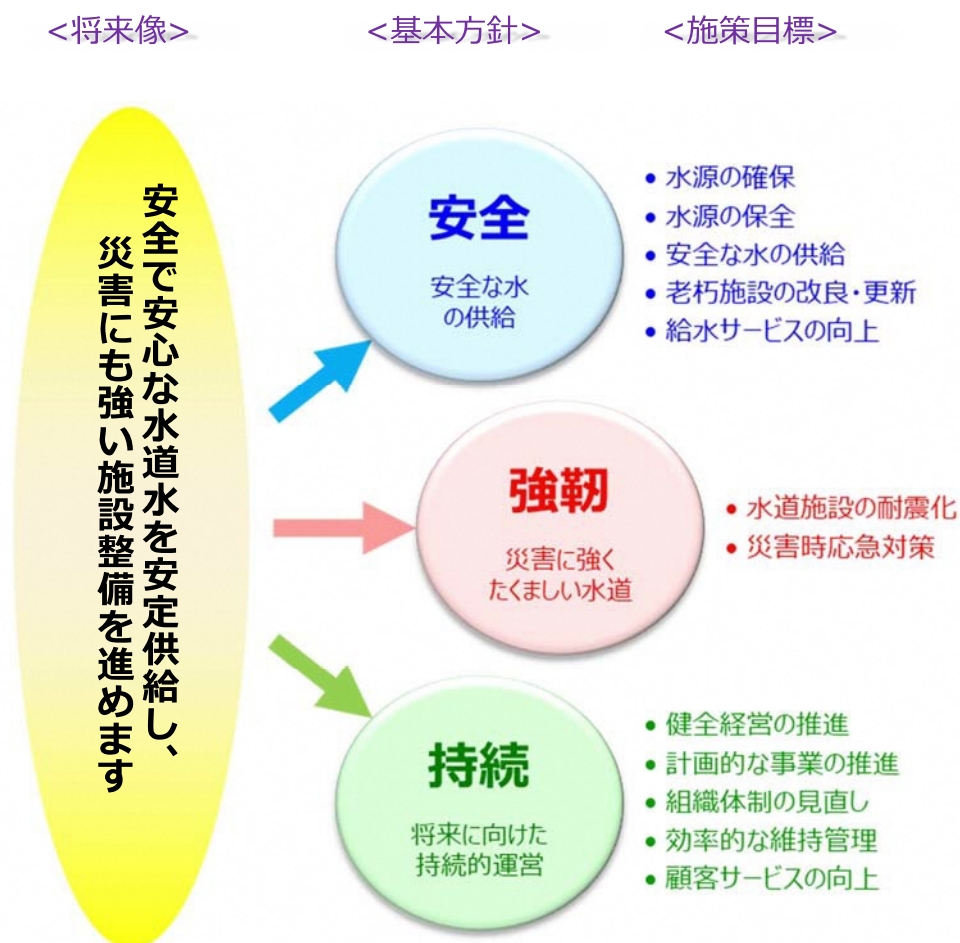 <将来像>
<基本方針>
<施策目標>
安全で安心な水道水を安定供給し、
災害にも強い施設整備を進めます
安全
安全な水
の供給
• 水源の確保
• 水源の保全
• 安全な水の供給
• 老朽施設の改良・更新
• 給水サービスの向上
強靭
災害に強く
たくましい水道
• 水道施設の耐震化
• 災害時応急対策
持続
将来に向けた
持続的運営
• 健全経営の推進
• 計画的な事業の推進
• 組織体制の見直し
• 効率的な維持管理
• 顧客サービスの向上